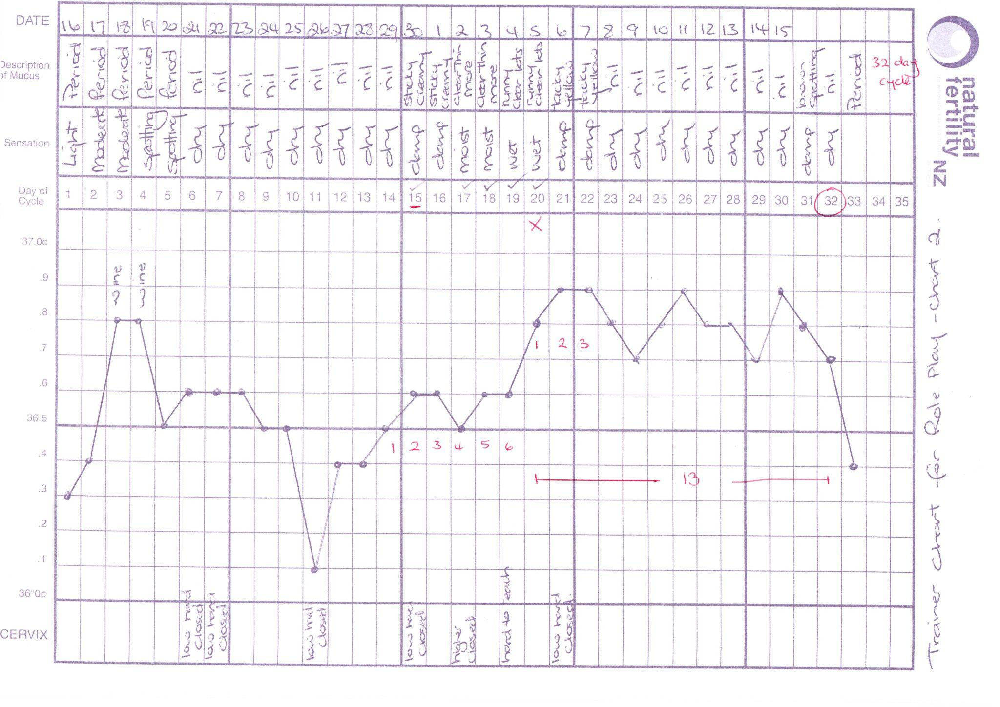 DATE 16 17 18 19 20 21 22 23 24 25 26 27 28 29 30 1 2 3 4 5 6 7 8 9 10 11 12 13 14 15
Description
of Mucus
Period
Period
Period
Period
Period
nil
nil
nil
nil
nil
nil
nil
nil
nil
sticky
creamy
sticky
creamy
clear thin
more
clear thin
more
runny
clear lots
runny
clear lots
tacky
yellow
tacky
yellow
nil
nil
nil
nil
nil
nil
nil
nil
brown
spotting
nil
Period
32 day
cycle
Sensation
Light
Moderate
Moderate
Spotting
Spotting
dry
dry
dry
dry
dry
dry
dry
dry
dry
damp
damp
moist
moist
wet
wet
damp
damp
dry
dry
dry
dry
dry
dry
dry
dry
damp
dry
Day of
Cycle
1 2 3 4 5 6 7 8 9 10 11 12 13 14 15 16 17 18 19 20 21 22 23 24 25 26 27 28 29 30 31 32 33 34 35
X
37.0c
wine
wine
.9
.8
.7
1 2 3
.6
36.5
1 2 3 4 5 6
.4
13
.3
.2
.1
36°0c
CERVIX
low hard
closed
low hard
closed
low hard
closed
low hard
closed
higher
closed
hard to reach
low hard
closed.
natural
fertility NZ
Trainer Chart for Role Play - Chart 2.